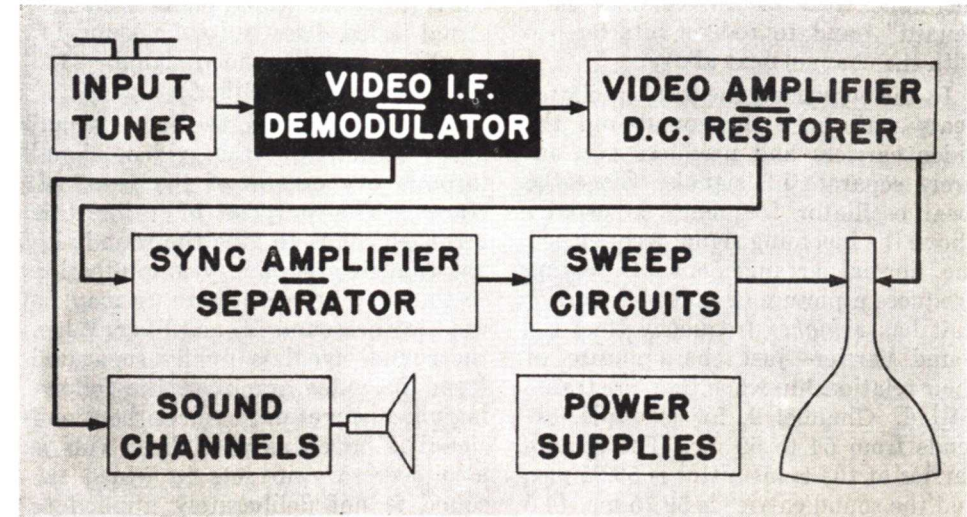 INPUT
TUNER
VIDEO I.F.
DEMODULATOR
VIDEO AMPLIFIER
D.C. RESTORER
SYNC AMPLIFIER
SEPARATOR
SWEEP
CIRCUITS
SOUND
CHANNELS
POWER
SUPPLIES